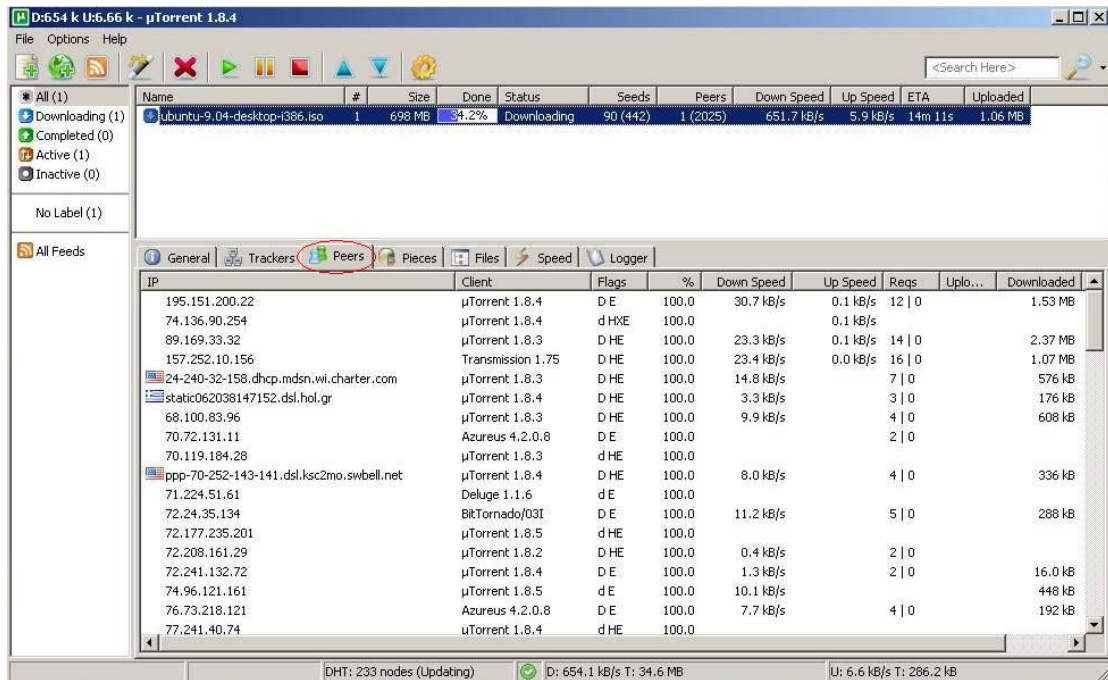 D:654 k U:6.66 k - µTorrent 1.8.4
File Options Help
<Search Here>
All (1)
Downloading (1)
Completed (0)
Active (1)
Inactive (0)
No Label (1)
All Feeds
Name # Size Done Status Seeds Peers Down Speed Up Speed ETA Uploaded
ubuntu-9.04-desktop-i386.iso 1 698 MB 34.2% Downloading 90 (442) 1 (2025) 651.7 kB/s 5.9 kB/s 14m 11s 1.06 MB
General Trackers Peers Pieces Files Speed Logger
IP Client Flags % Down Speed Up Speed Reqs Uplo... Downloaded
195.151.200.22 µTorrent 1.8.4 D E 100.0 30.7 kB/s 0.1 kB/s 12 | 0 1.53 MB
74.136.90.254 µTorrent 1.8.4 d HXE 100.0 0.1 kB/s
89.169.33.32 µTorrent 1.8.3 D HE 100.0 23.3 kB/s 0.1 kB/s 14 | 0 2.37 MB
157.252.10.156 Transmission 1.75 D HE 100.0 23.4 kB/s 0.0 kB/s 16 | 0 1.07 MB
24-240-32-158.dhcp.mdsn.wi.charter.com µTorrent 1.8.3 D HE 100.0 14.8 kB/s 7 | 0 576 kB
static062038147152.dsl.hol.gr µTorrent 1.8.4 D HE 100.0 3.3 kB/s 3 | 0 176 kB
68.100.83.96 µTorrent 1.8.3 D HE 100.0 9.9 kB/s 4 | 0 608 kB
70.72.131.11 Azureus 4.2.0.8 D E 100.0 2 | 0
70.119.184.28 µTorrent 1.8.3 d HE 100.0
ppp-70-252-143-141.dsl.ksc2mo.swbell.net µTorrent 1.8.4 D HE 100.0 8.0 kB/s 4 | 0 336 kB
71.224.51.61 Deluge 1.1.6 d E 100.0
72.24.35.134 BitTornado/03I D E 100.0 11.2 kB/s 5 | 0 288 kB
72.177.235.201 µTorrent 1.8.5 d HE 100.0
72.208.161.29 µTorrent 1.8.2 D HE 100.0 0.4 kB/s 2 | 0
72.241.132.72 µTorrent 1.8.4 D E 100.0 1.3 kB/s 2 | 0 16.0 kB
74.96.121.161 µTorrent 1.8.5 d E 100.0 10.1 kB/s 448 kB
76.73.218.121 Azureus 4.2.0.8 D E 100.0 7.7 kB/s 4 | 0 192 kB
77.241.40.74 µTorrent 1.8.4 d HE 100.0
DHT: 233 nodes (Updating) D: 654.1 kB/s T: 34.6 MB U: 6.6 kB/s T: 286.2 kB